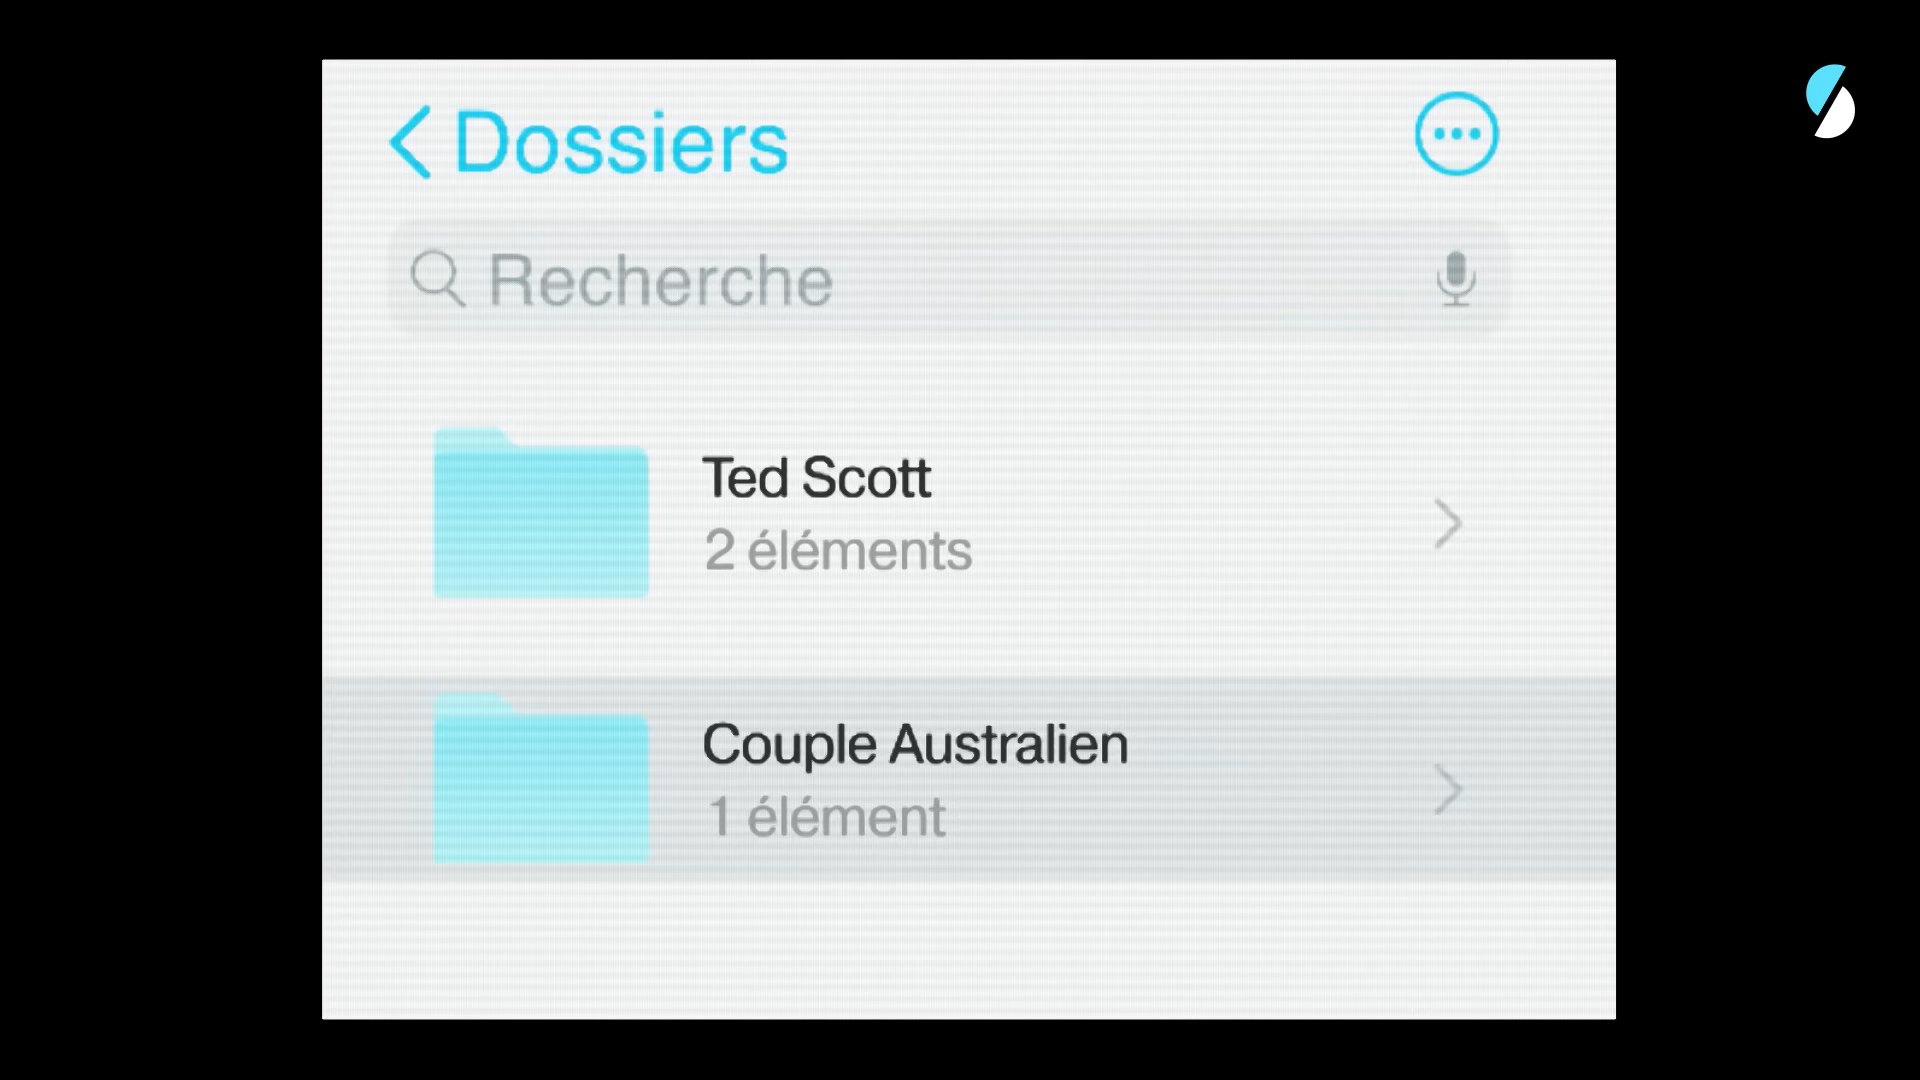 Dossiers
Recherche
Ted Scott
2 éléments
Couple Australien
1 élément